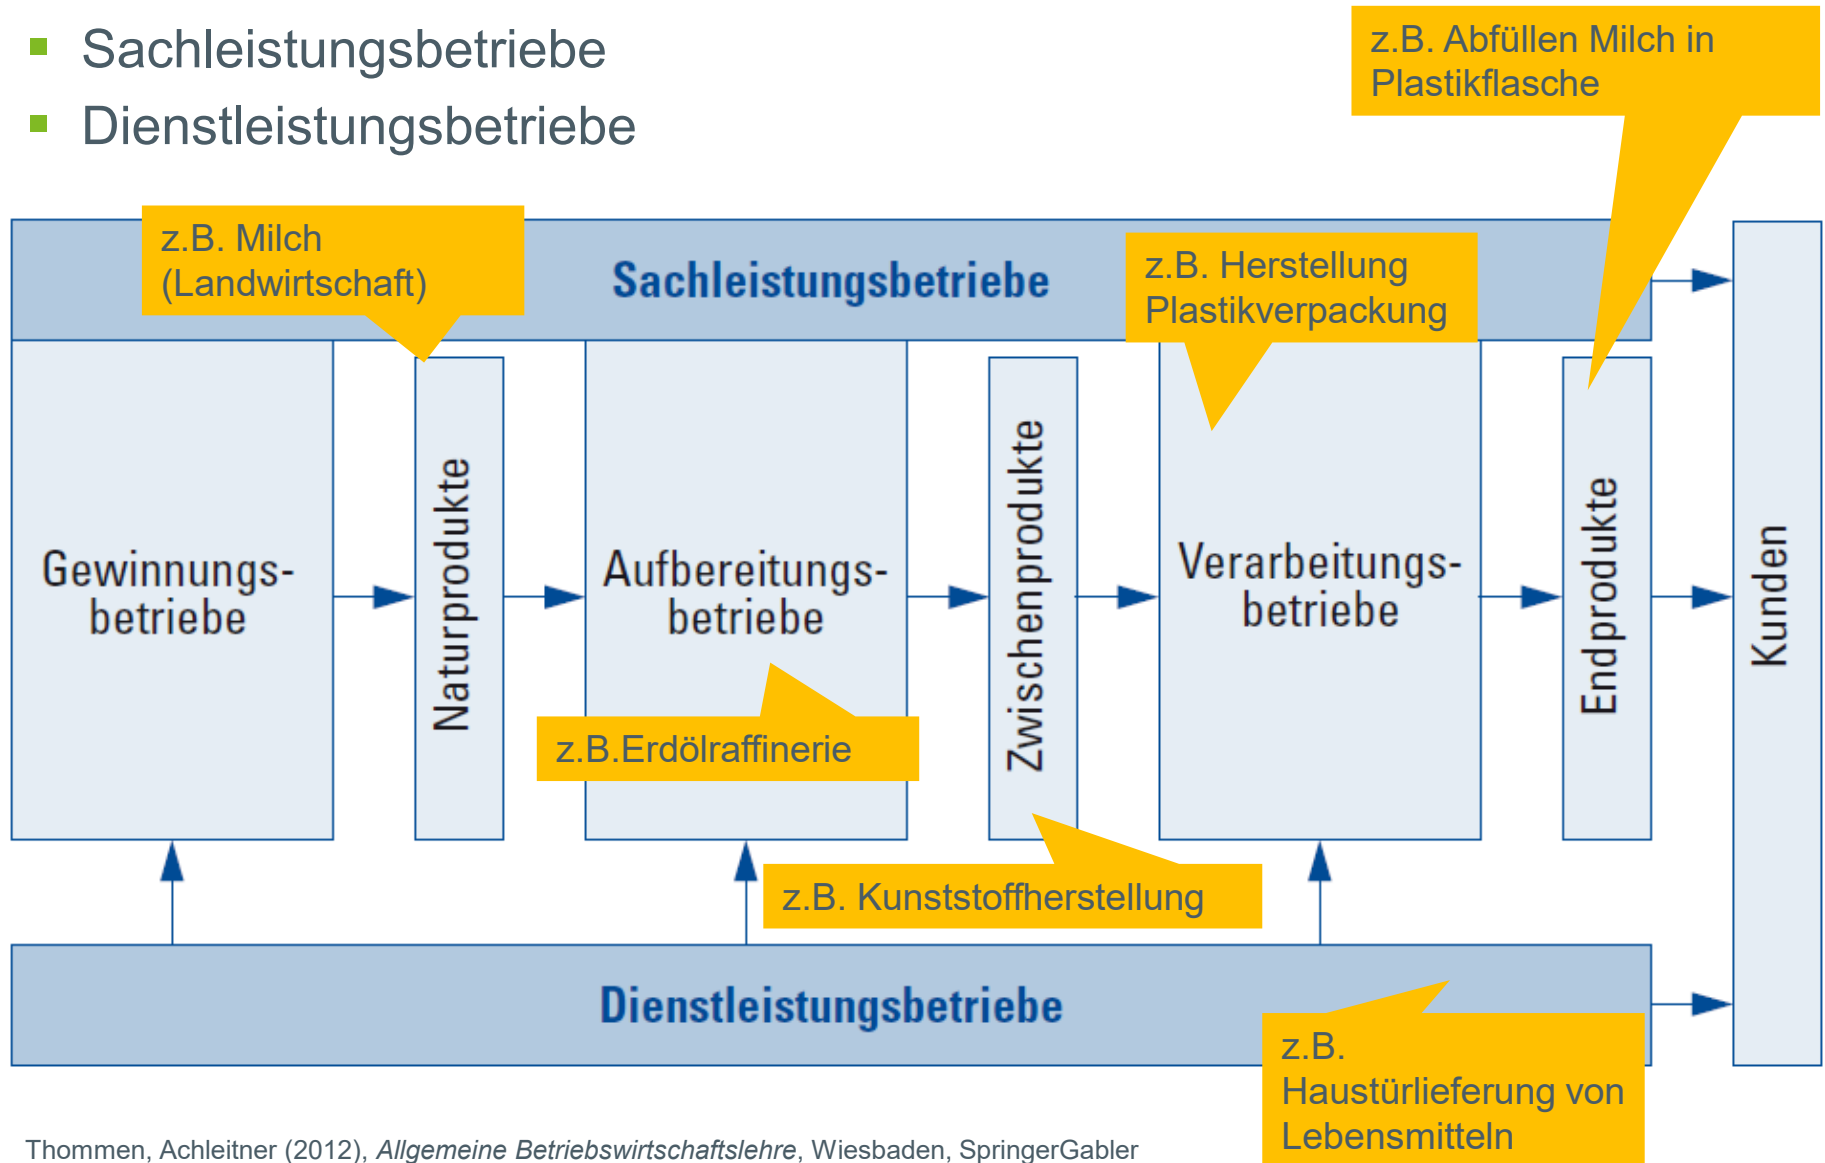 Sachleistungsbetriebe
Dienstleistungsbetriebe
z.B. Abfüllen Milch in
Plastikflasche
z.B. Milch
(Landwirtschaft)
Sachleistungsbetriebe
z.B. Herstellung
Plastikverpackung
Gewinnungs-
betriebe
Naturprodukte
Aufbereitungs-
betriebe
Zwischenprodukte
Verarbeitungs-
betriebe
Endprodukte
Kunden
z.B.Erdölraffinerie
z.B. Kunststoffherstellung
Dienstleistungsbetriebe
z.B.
Haustürlieferung von
Lebensmitteln
Thommen, Achleitner (2012), Allgemeine Betriebswirtschaftslehre, Wiesbaden, SpringerGabler